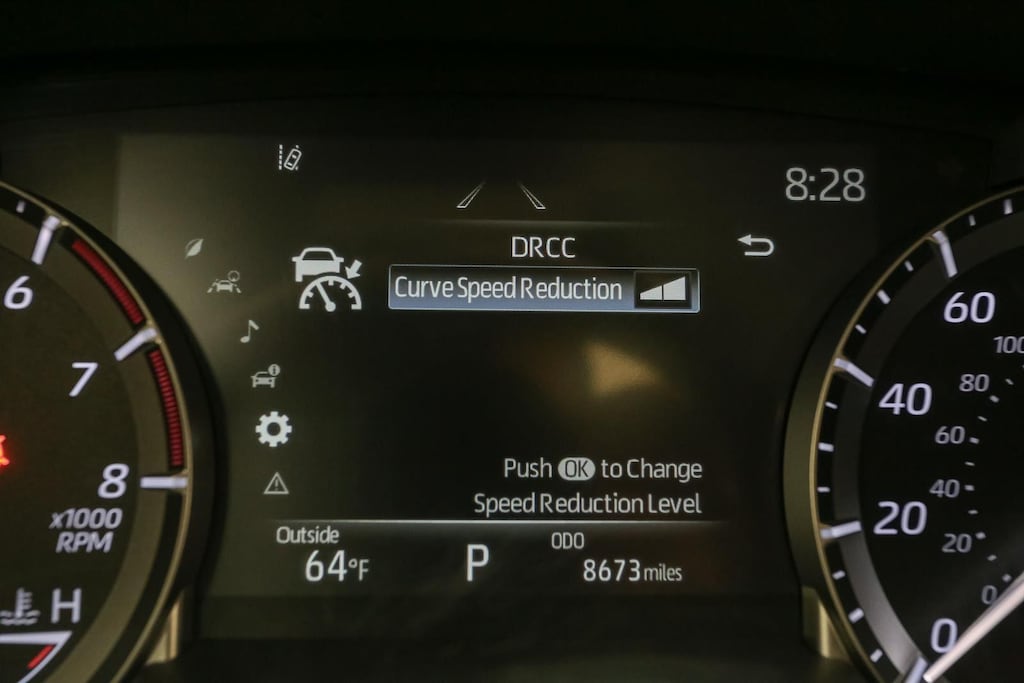 8:28
DRCC
Curve Speed Reduction
Push OK to Change
Speed Reduction Level
Outside
64°F
P
ODO
8673 miles
6
7
8
x1000
RPM
H
60
40
20
0
100
80
60
40
20
0